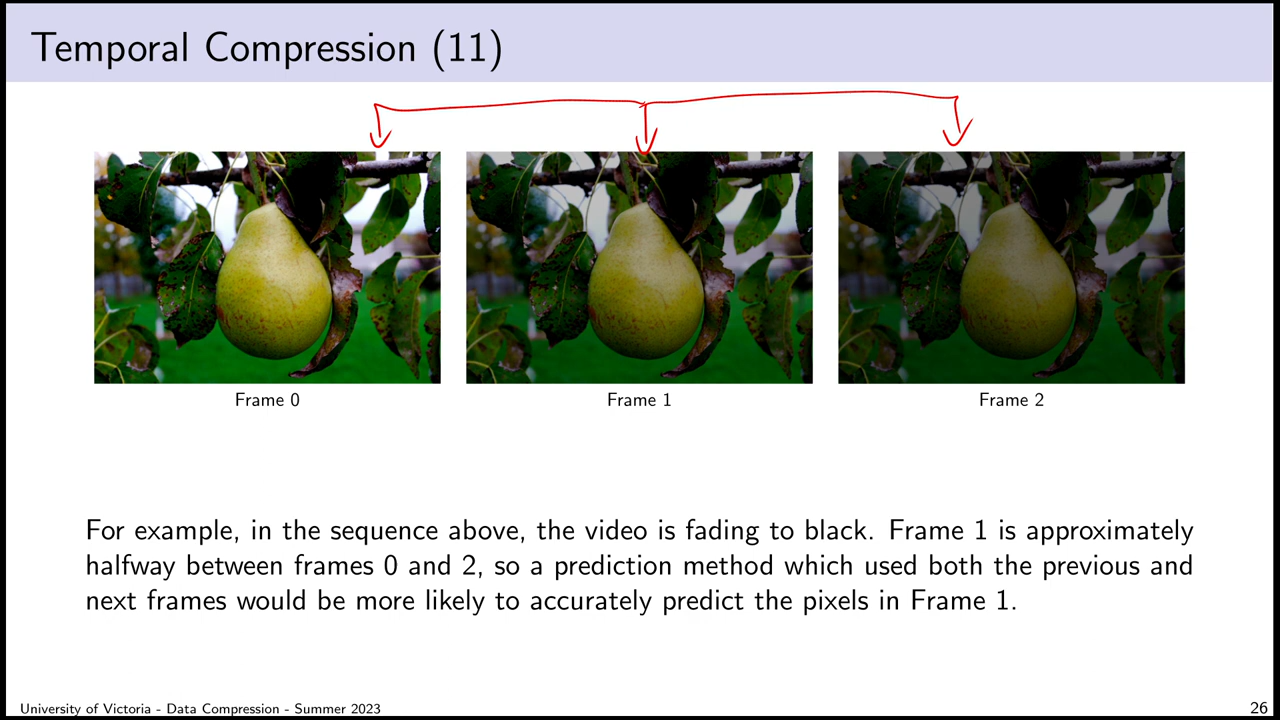 Temporal Compression (11)
Frame 0
Frame 1
Frame 2
For example, in the sequence above, the video is fading to black. Frame 1 is approximately
halfway between frames 0 and 2, so a prediction method which used both the previous and
next frames would be more likely to accurately predict the pixels in Frame 1.
University of Victoria - Data Compression - Summer 2023
26